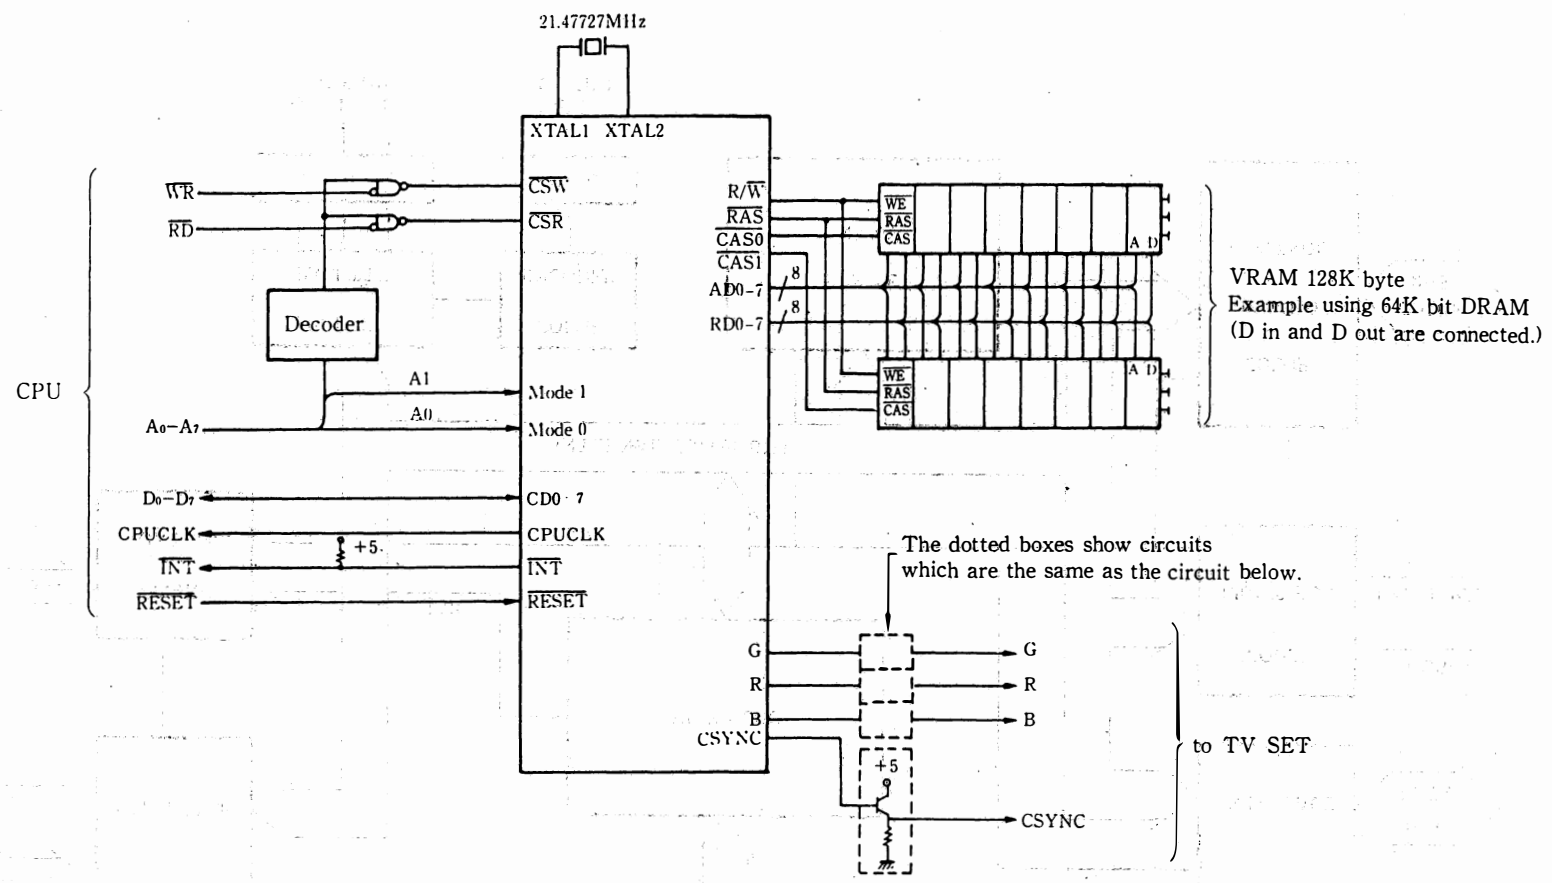 21.47727MHz
XTAL1 XTAL2
CPU
WR
RD
Decoder
A1
A0
A0-A7
D0-D7
CPUCLK
+5
INT
RESET
CSW
CSR
Mode 1
Mode 0
CD0-7
CPUCLK
INT
RESET
R/W
RAS
CAS0
CAS1
AD0-7
8
RD0-7
8
G
R
B
CSYNC
WE
RAS
CAS
A D
WE
RAS
CAS
A D
VRAM 128K byte
Example using 64K bit DRAM
(D in and D out are connected.)
The dotted boxes show circuits
which are the same as the circuit below.
G
R
B
+5
CSYNC
to TV SET